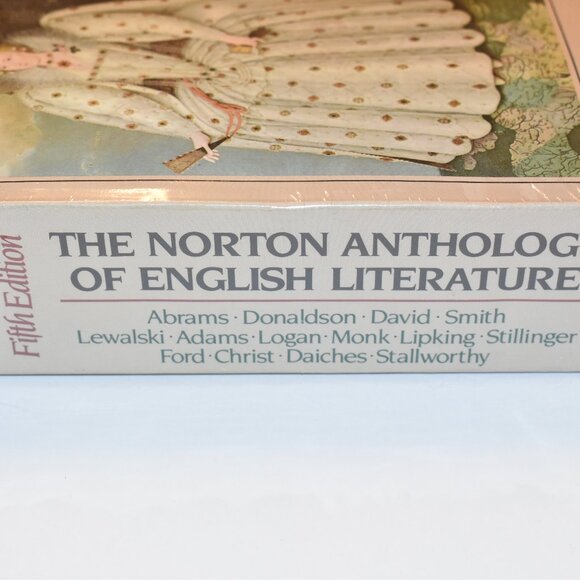 Fifth Edition
THE NORTON ANTHOLOG
OF ENGLISH LITERATURE
Abrams · Donaldson · David · Smith
Lewalski · Adams · Logan · Monk · Lipking · Stillinger
Ford · Christ · Daiches · Stallworthy